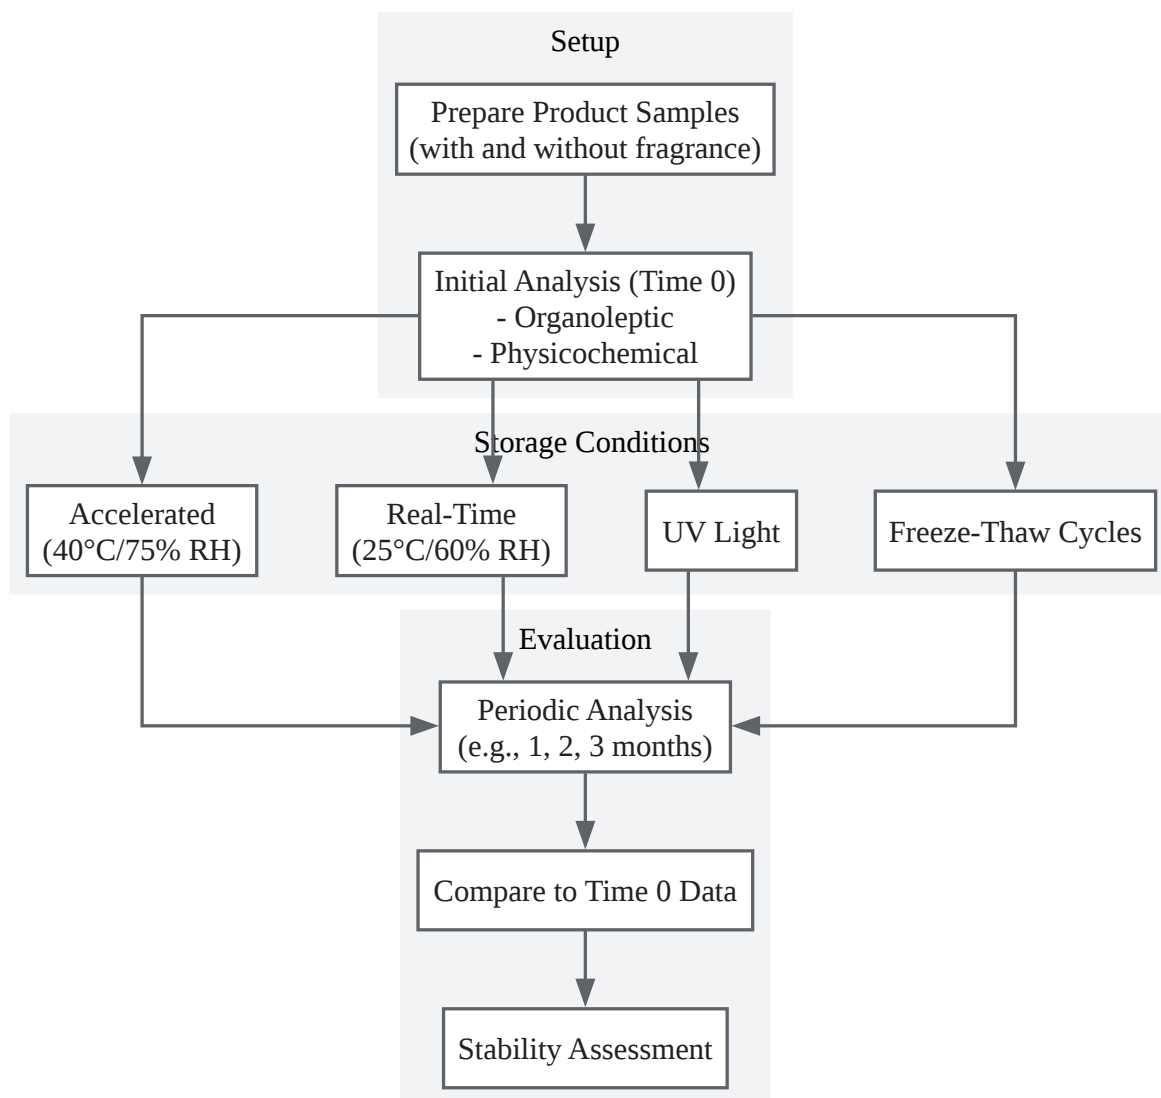 Setup
Prepare Product Samples
(with and without fragrance)
Initial Analysis (Time 0)
- Organoleptic
- Physicochemical
Storage Conditions
Accelerated
(40°C/75% RH)
Real-Time
(25°C/60% RH)
UV Light
Freeze-Thaw Cycles
Evaluation
Periodic Analysis
(e.g., 1, 2, 3 months)
Compare to Time 0 Data
Stability Assessment